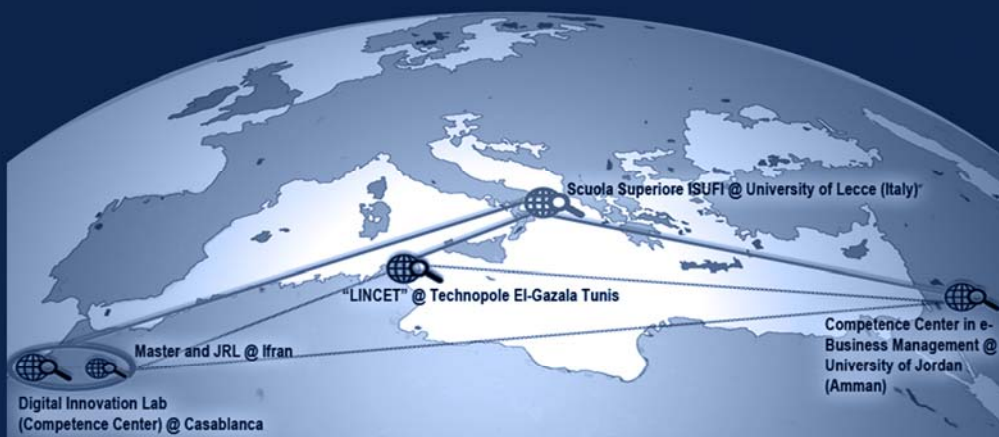 Scuola Superiore ISUFI @ University of Lecce (Italy)
“LINCET” @ Technopole El-Gazala Tunis
Competence Center in e-
Business Management @
University of Jordan
(Amman)
Master and JRL @ Ifran
Digital Innovation Lab
(Competence Center) @ Casablanca